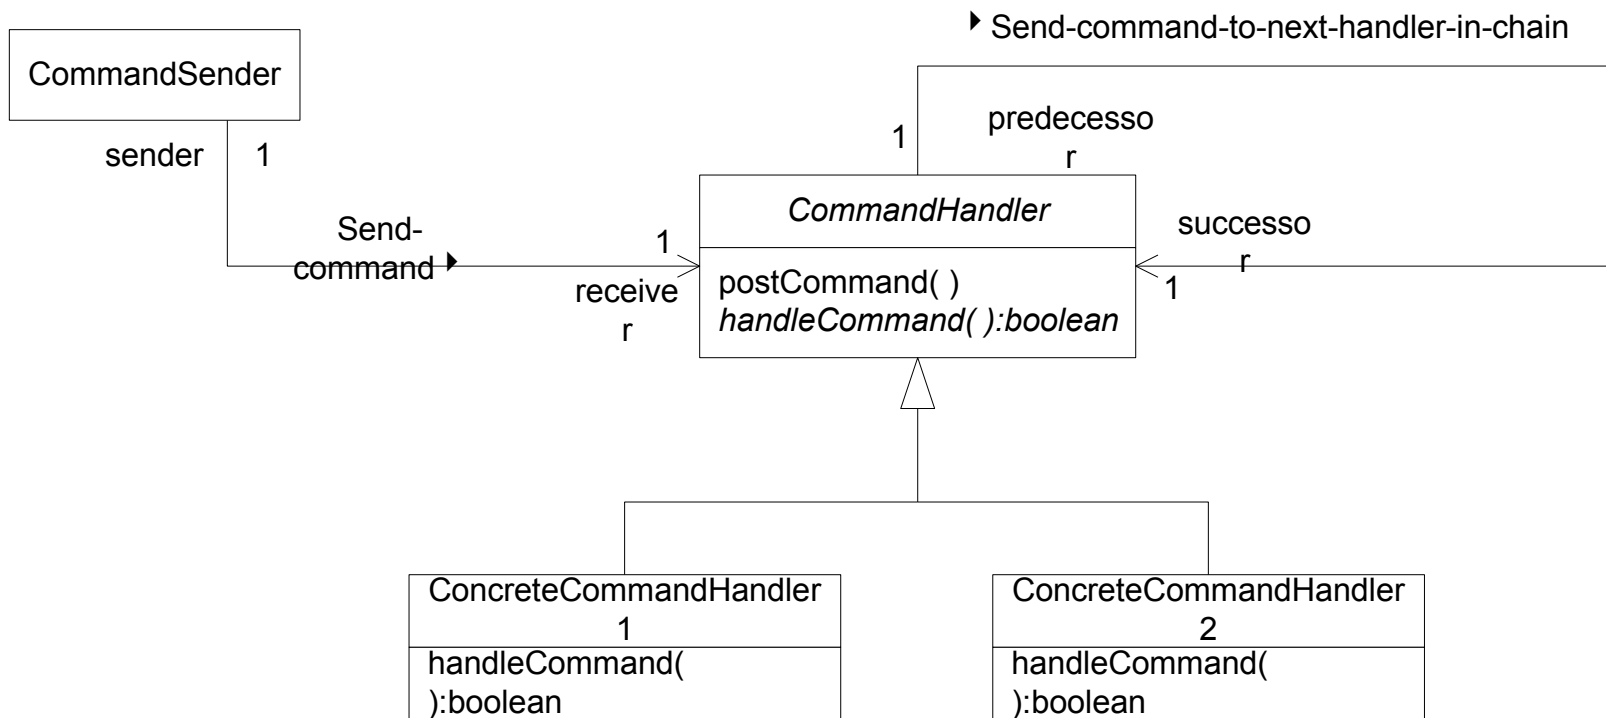 ▶ Send-command-to-next-handler-in-chain
CommandSender
sender 1
1
predecesso
r
CommandHandler
Send-
command ▶
1
receive
r
successo
r
1
postCommand( )
handleCommand( ):boolean
ConcreteCommandHandler
1
handleCommand(
):boolean
ConcreteCommandHandler
2
handleCommand(
):boolean